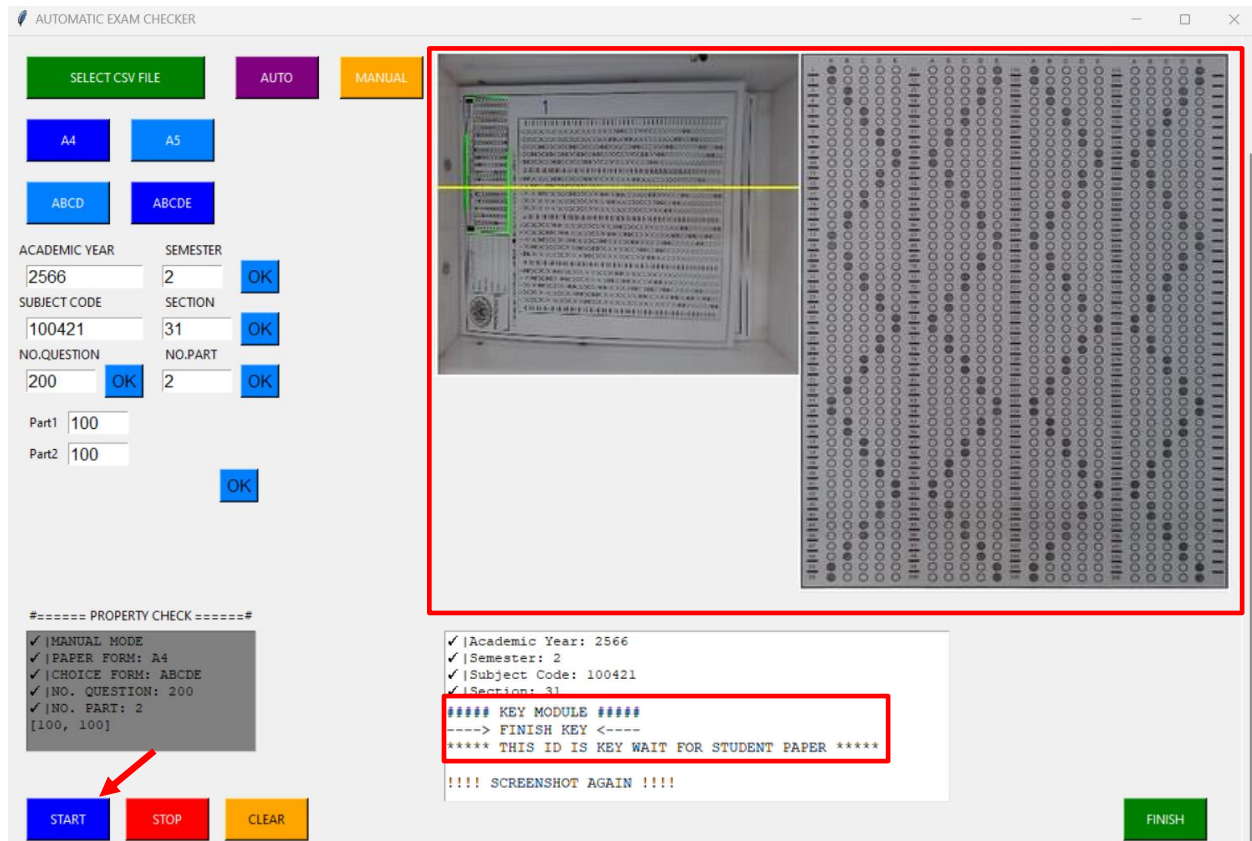 AUTOMATIC EXAM CHECKER
SELECT CSV FILE
AUTO
MANUAL
A4
A5
ABCD
ABCDE
ACADEMIC YEAR
SEMESTER
2566
2
OK
SUBJECT CODE
SECTION
100421
31
OK
NO.QUESTION
NO.PART
200
OK
2
OK
Part1 100
Part2 100
OK
#====== PROPERTY CHECK ======#
✓|MANUAL MODE
✓|PAPER FORM: A4
✓|CHOICE FORM: ABCDE
✓|NO. QUESTION: 200
✓|NO. PART: 2
[100, 100]
START
STOP
CLEAR
1
✓|Academic Year: 2566
✓|Semester: 2
✓|Subject Code: 100421
✓|Section: 31
##### KEY MODULE #####
----> FINISH KEY <----
***** THIS ID IS KEY WAIT FOR STUDENT PAPER *****
!!!! SCREENSHOT AGAIN !!!!
FINISH